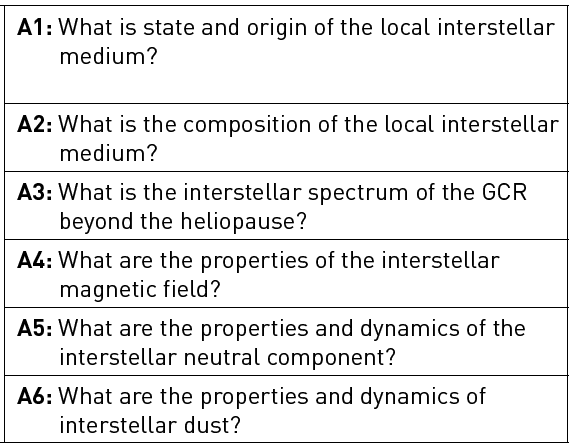 A1: What is state and origin of the local interstellar
medium?
A2: What is the composition of the local interstellar
medium?
A3: What is the interstellar spectrum of the GCR
beyond the heliopause?
A4: What are the properties of the interstellar
magnetic field?
A5: What are the properties and dynamics of the
interstellar neutral component?
A6: What are the properties and dynamics of
interstellar dust?